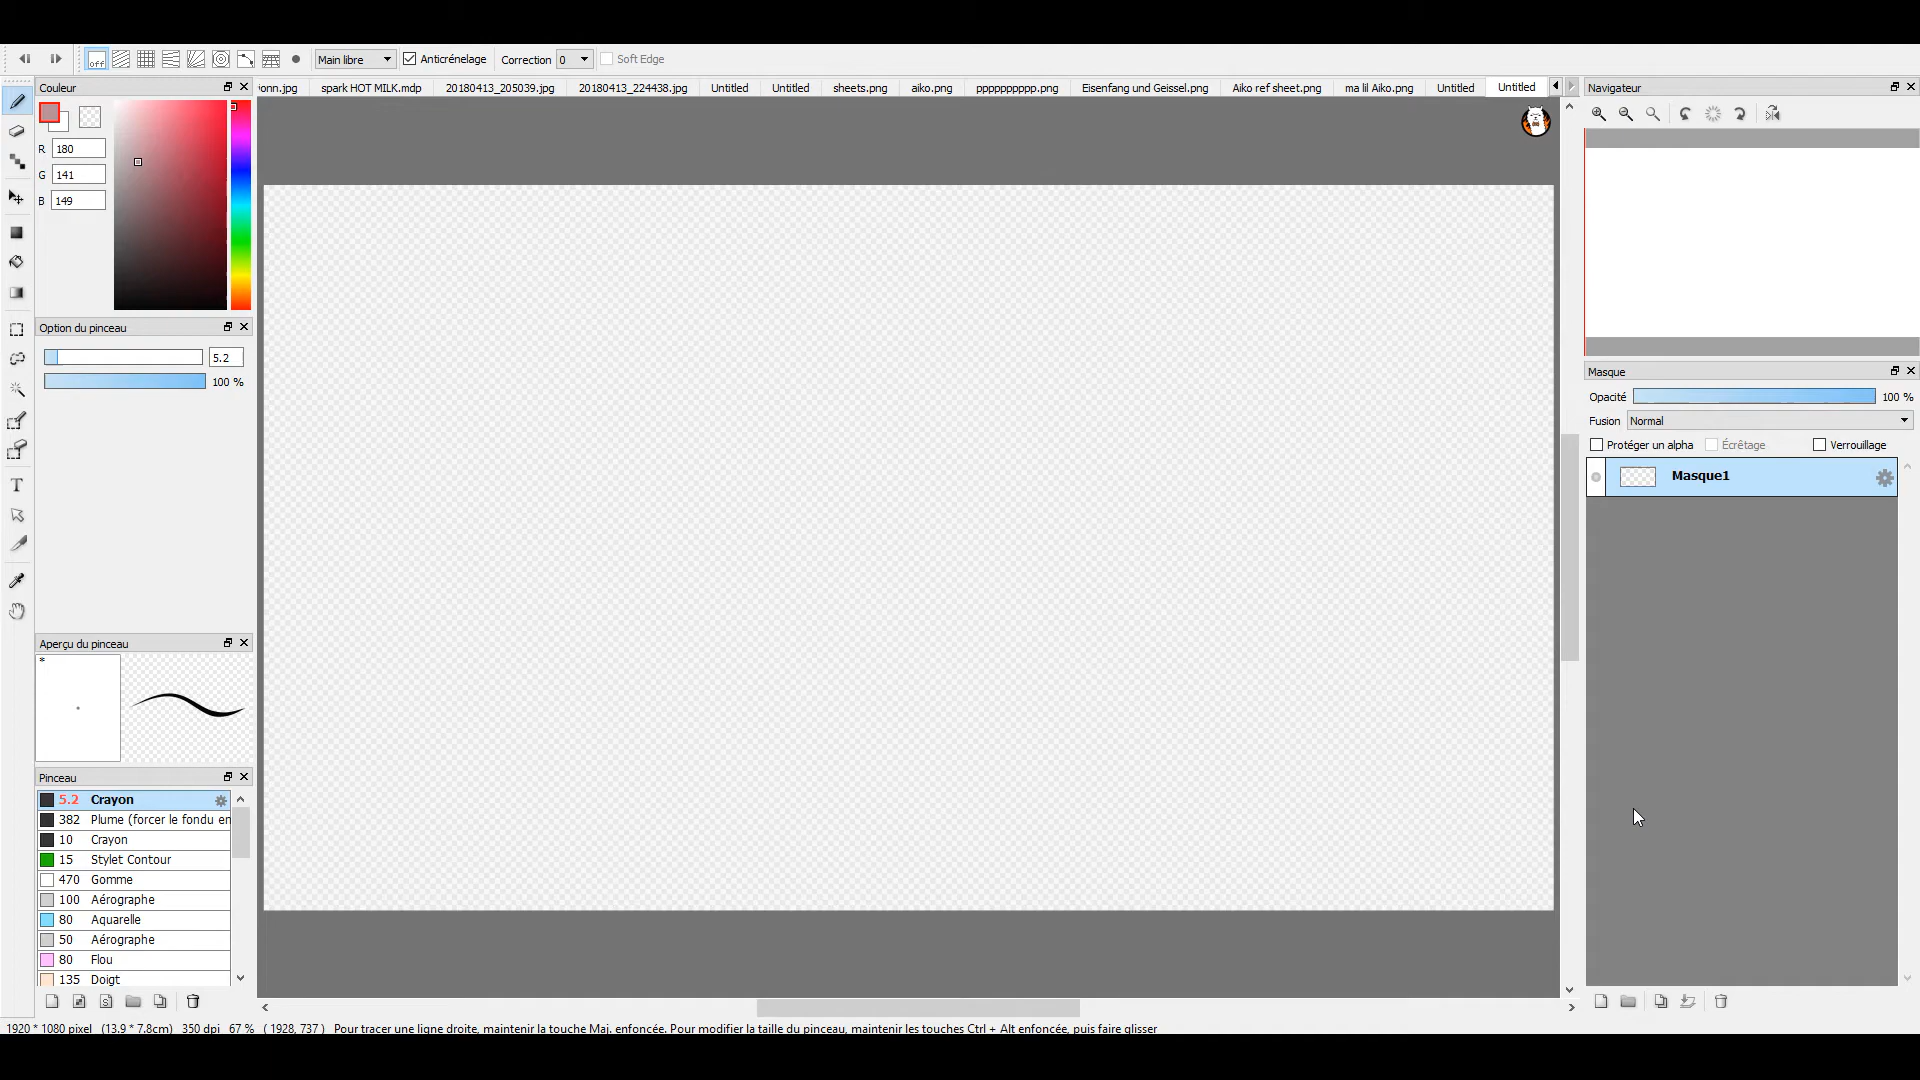 off Main libre Anticrénelage Correction 0 Soft Edge
Couleur
onn.jpg spark HOT MILK.mdp 20180413_205039.jpg 20180413_224438.jpg Untitled Untitled sheets.png aiko.png pppppppppp.png Eisenfang und Geissel.png Aiko ref sheet.png ma lil Aiko.png Untitled Untitled
Navigateur
R 180
G 141
B 149
Option du pinceau
5.2
100 %
Aperçu du pinceau
*
Pinceau
5.2 Crayon
382 Plume (forcer le fondu en
10 Crayon
15 Stylet Contour
470 Gomme
100 Aérographe
80 Aquarelle
50 Aérographe
80 Flou
135 Doigt
T
S
Masque
Opacité 100 %
Fusion Normal
Protéger un alpha Écrêtage Verrouillage
Masque1
1920 * 1080 pixel (13.9 * 7.8cm) 350 dpi 67 % ( 1928, 737 ) Pour tracer une ligne droite, maintenir la touche Maj. enfoncée. Pour modifier la taille du pinceau, maintenir les touches Ctrl + Alt enfoncée, puis faire glisser